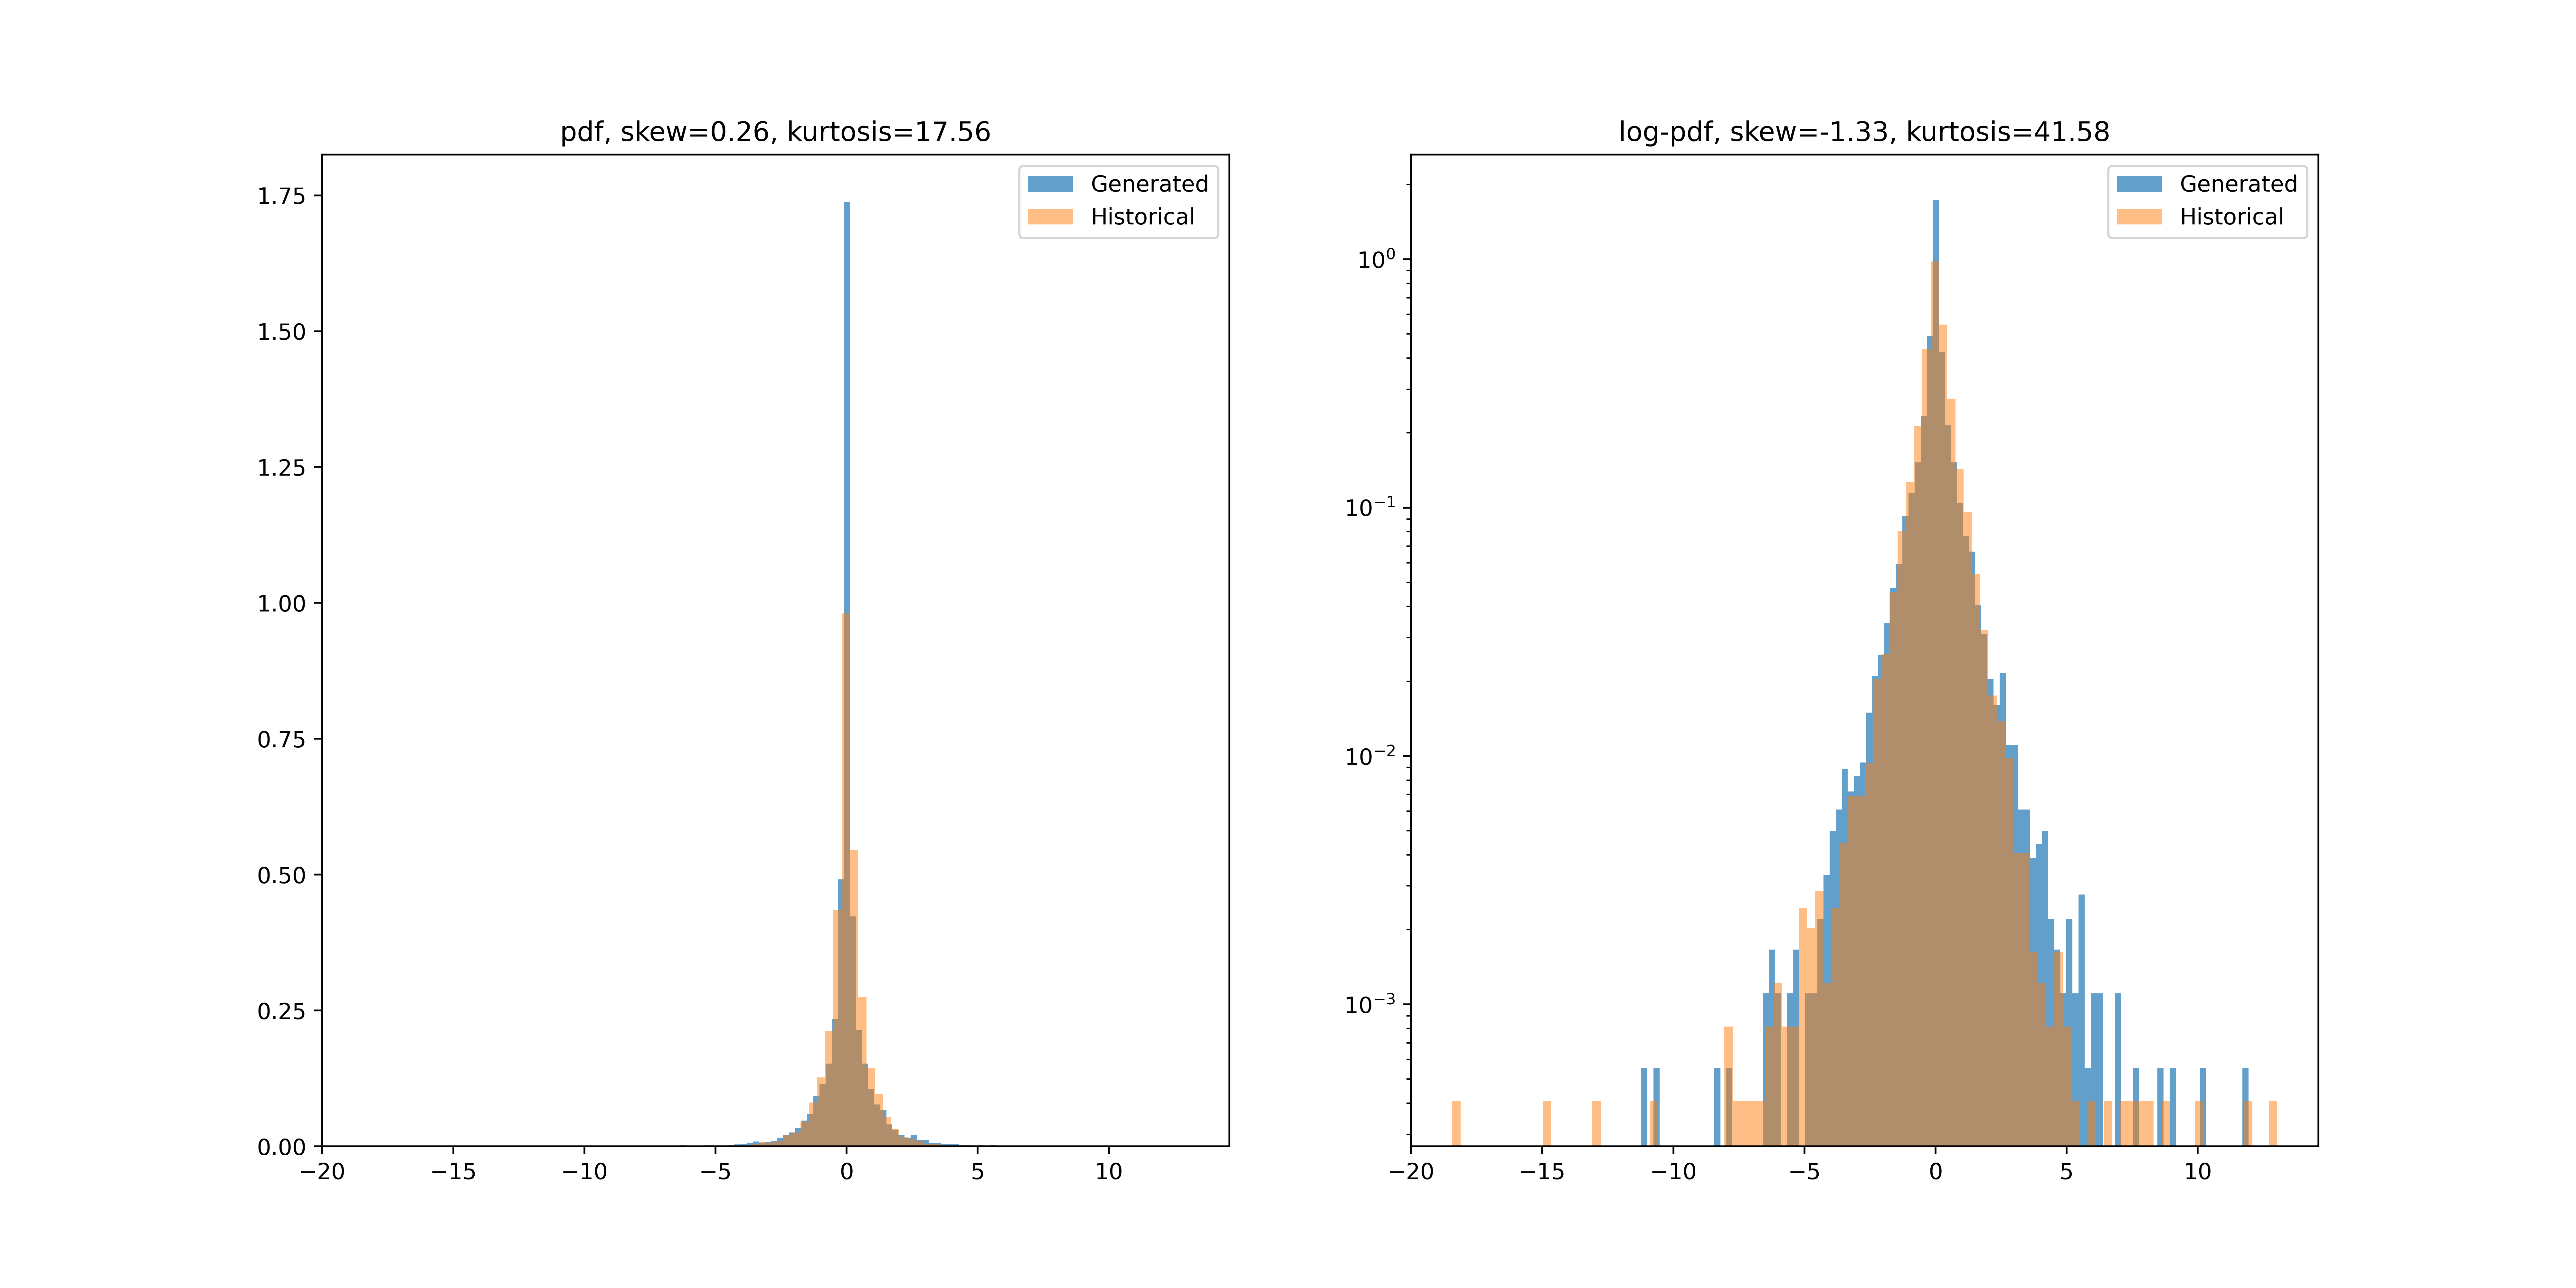 pdf, skew=0.26, kurtosis=17.56
Generated
Historical
1.75
1.50
1.25
1.00
0.75
0.50
0.25
0.00
−20 −15 −10 −5 0 5 10
log-pdf, skew=-1.33, kurtosis=41.58
Generated
Historical
10⁰
10⁻¹
10⁻²
10⁻³
−20 −15 −10 −5 0 5 10